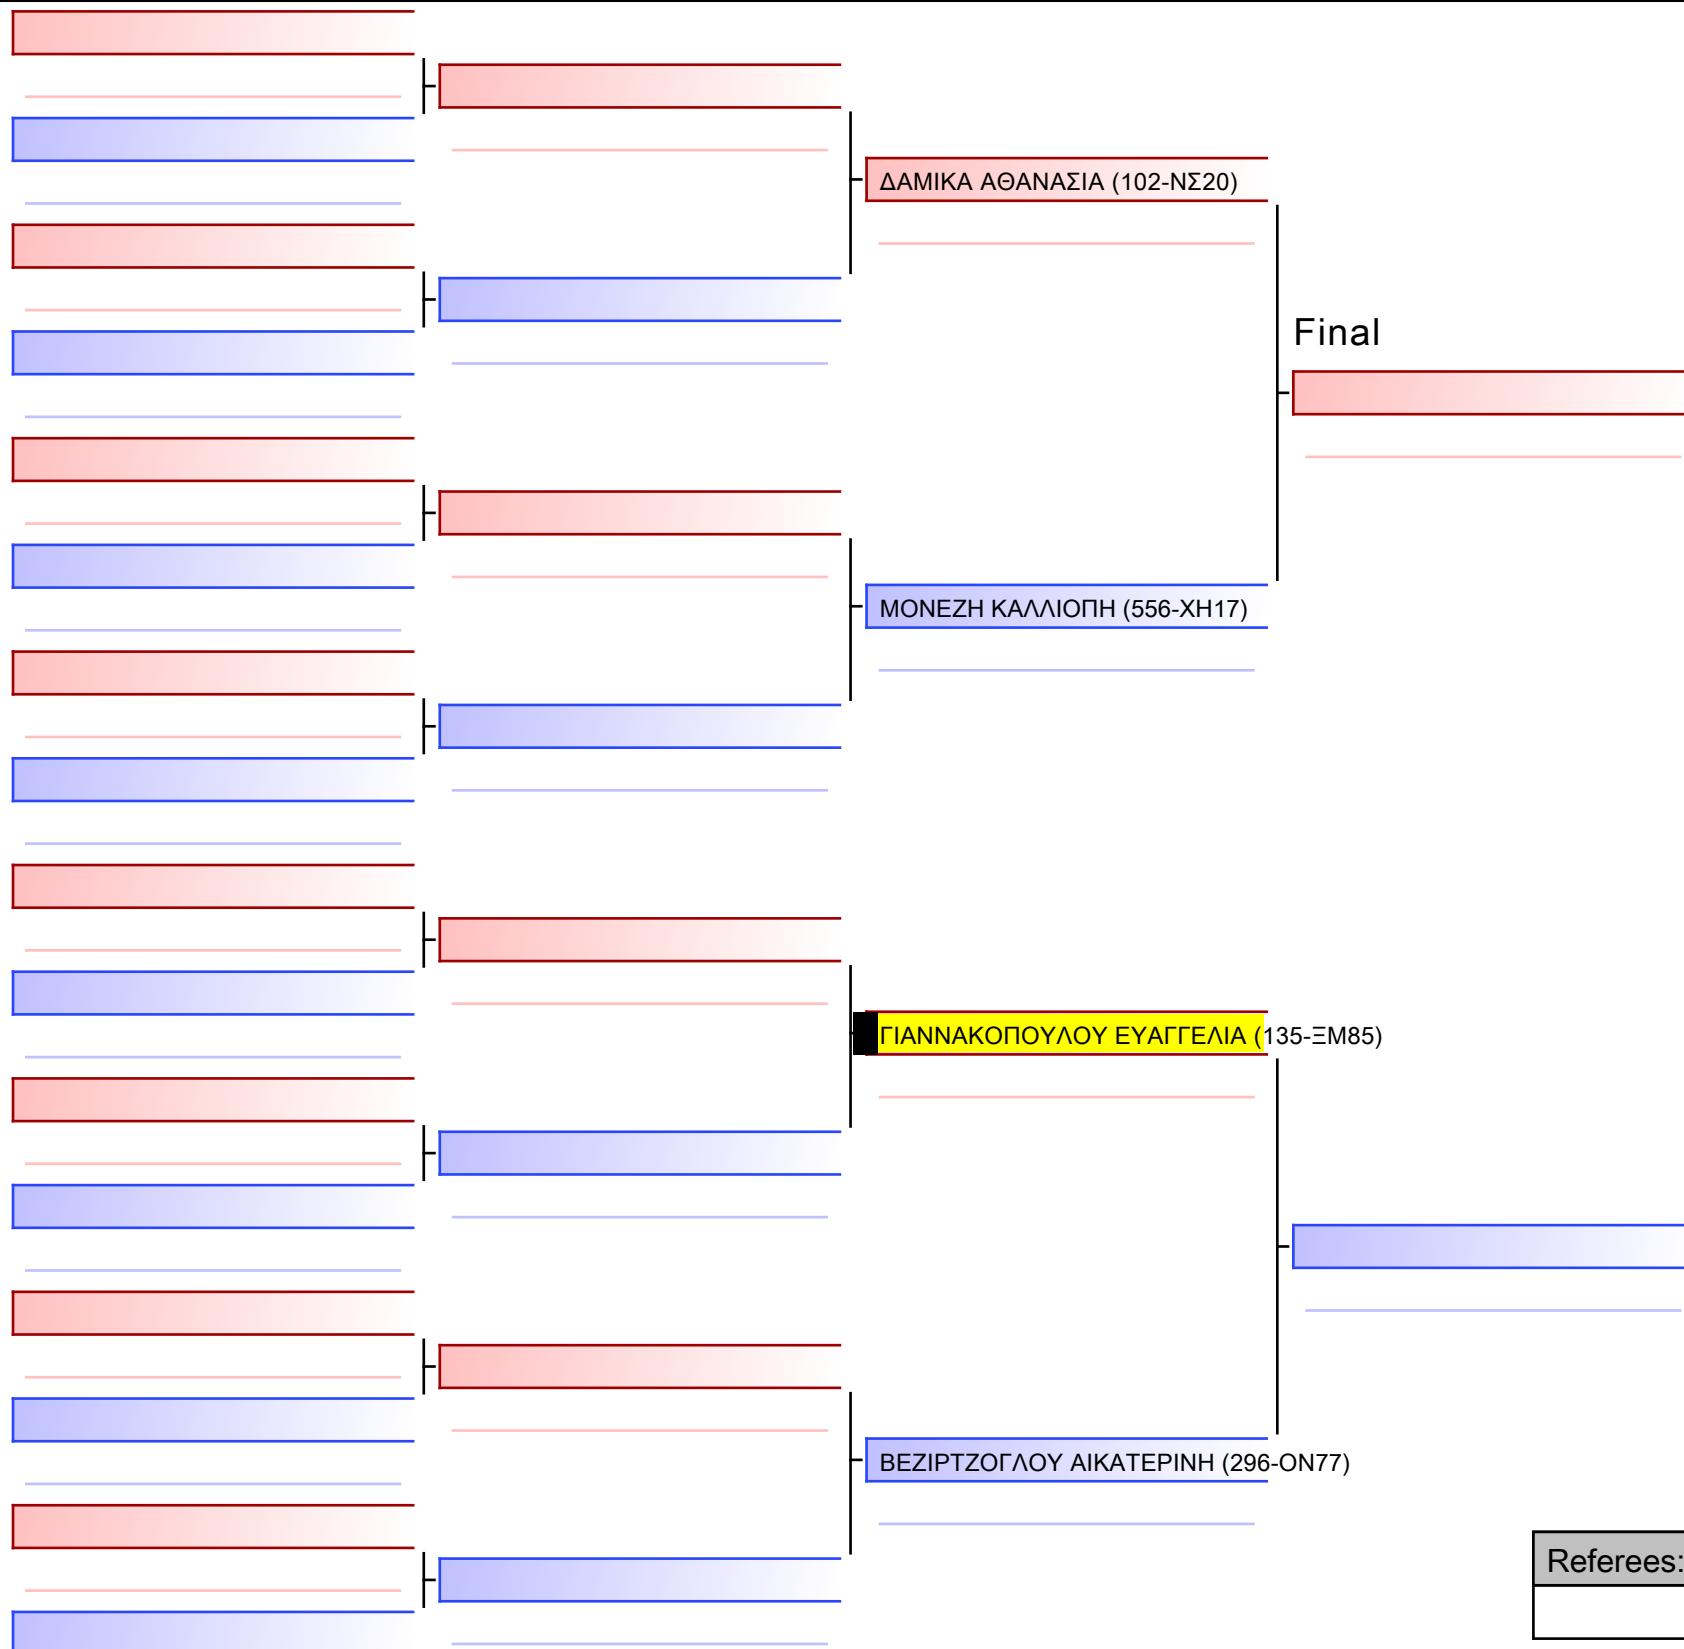 ΔΑΜΙΚΑ ΑΘΑΝΑΣΙΑ (102-ΝΣ20)
Final
ΜΟΝΕΖΗ ΚΑΛΛΙΟΠΗ (556-ΧΗ17)
ΓΙΑΝΝΑΚΟΠΟΥΛΟΥ ΕΥΑΓΓΕΛΙΑ (135-ΞΜ85)
ΒΕΖΙΡΤΖΟΓΛΟΥ ΑΙΚΑΤΕΡΙΝΗ (296-ΟΝ77)
Referees: